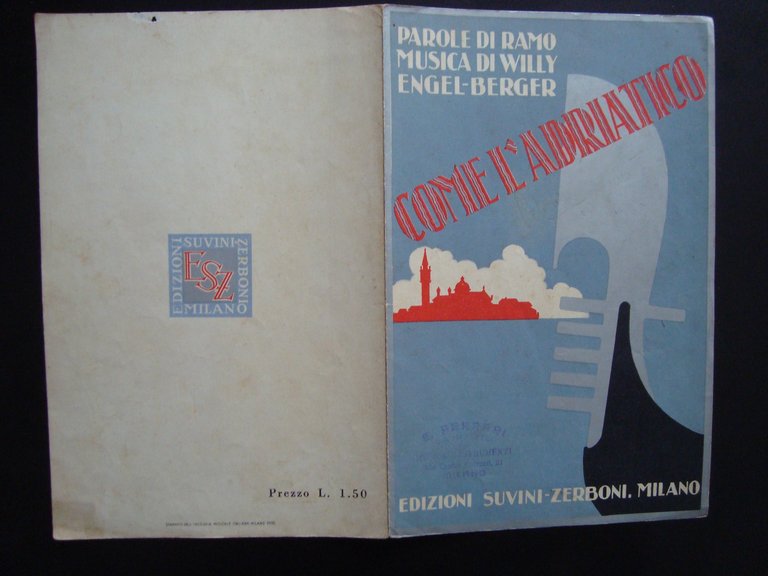 PAROLE DI RAMO
MUSICA DI WILLY
ENGEL-BERGER
COME L'ADRIATICO
EDIZIONI SUVINI-ZERBONI. MILANO
EDIZIONI
SUVINI-
ZERBONI
MILANO
ESZ
Prezzo L. 1.50